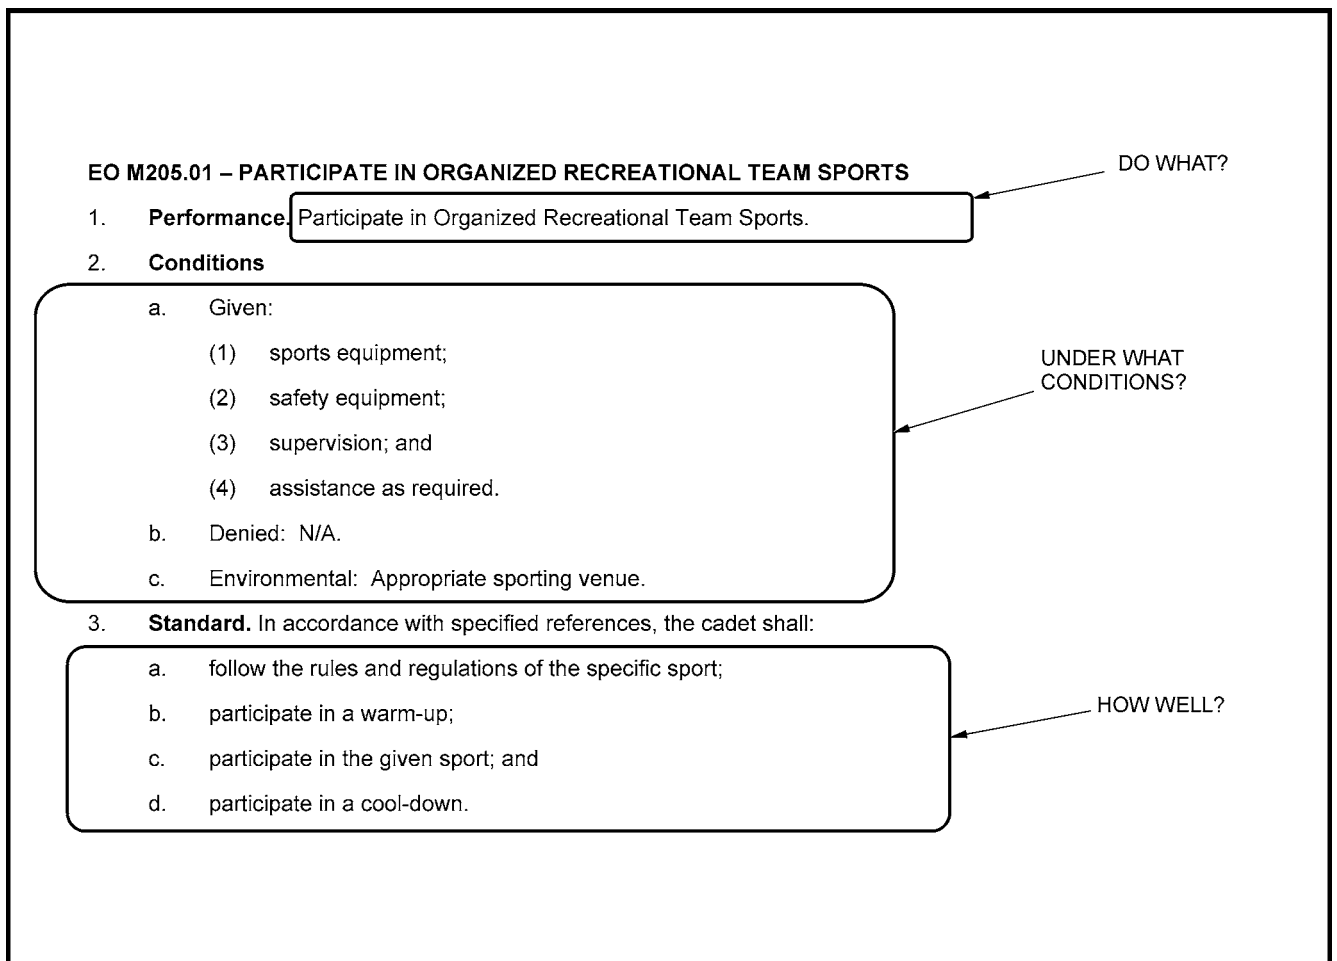 EO M205.01 – PARTICIPATE IN ORGANIZED RECREATIONAL TEAM SPORTS
DO WHAT?
1. Performance. Participate in Organized Recreational Team Sports.
2. Conditions
a. Given:
(1) sports equipment;
(2) safety equipment;
(3) supervision; and
(4) assistance as required.
b. Denied: N/A.
c. Environmental: Appropriate sporting venue.
UNDER WHAT
CONDITIONS?
3. Standard. In accordance with specified references, the cadet shall:
a. follow the rules and regulations of the specific sport;
b. participate in a warm-up;
c. participate in the given sport; and
d. participate in a cool-down.
HOW WELL?